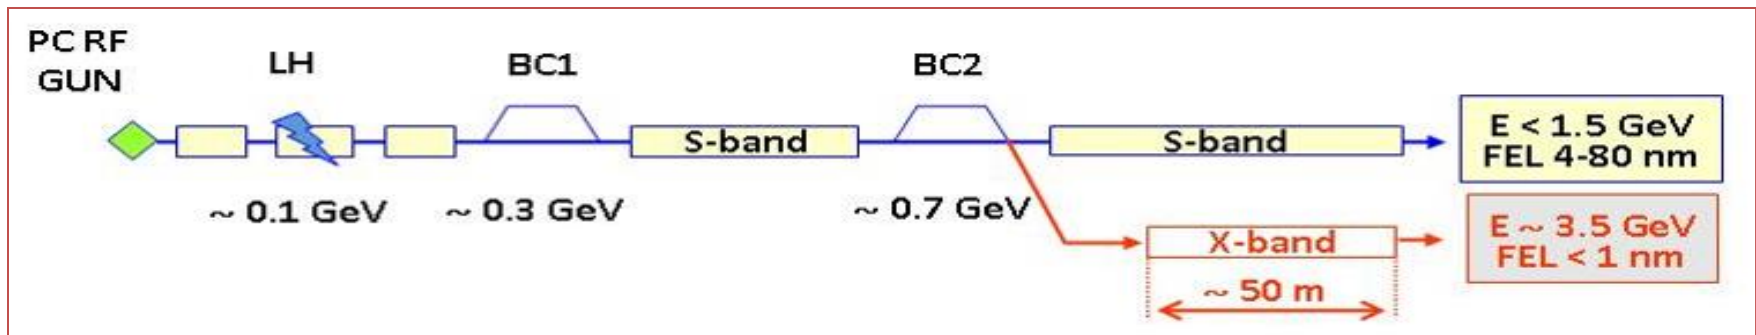 PC RF
GUN
LH
BC1
BC2
S-band
S-band
E < 1.5 GeV
FEL 4-80 nm
~ 0.1 GeV
~ 0.3 GeV
~ 0.7 GeV
X-band
E ~ 3.5 GeV
FEL < 1 nm
~ 50 m